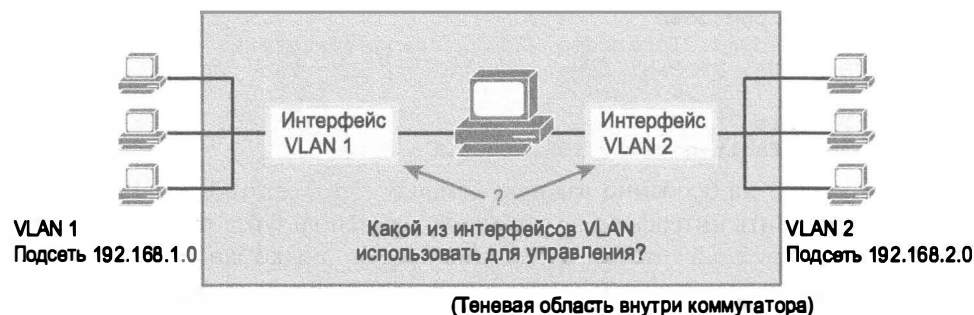 Интерфейс
VLAN 1
Интерфейс
VLAN 2
?
Какой из интерфейсов VLAN
использовать для управления?
VLAN 1
Подсеть 192.168.1.0
VLAN 2
Подсеть 192.168.2.0
(Теневая область внутри коммутатора)